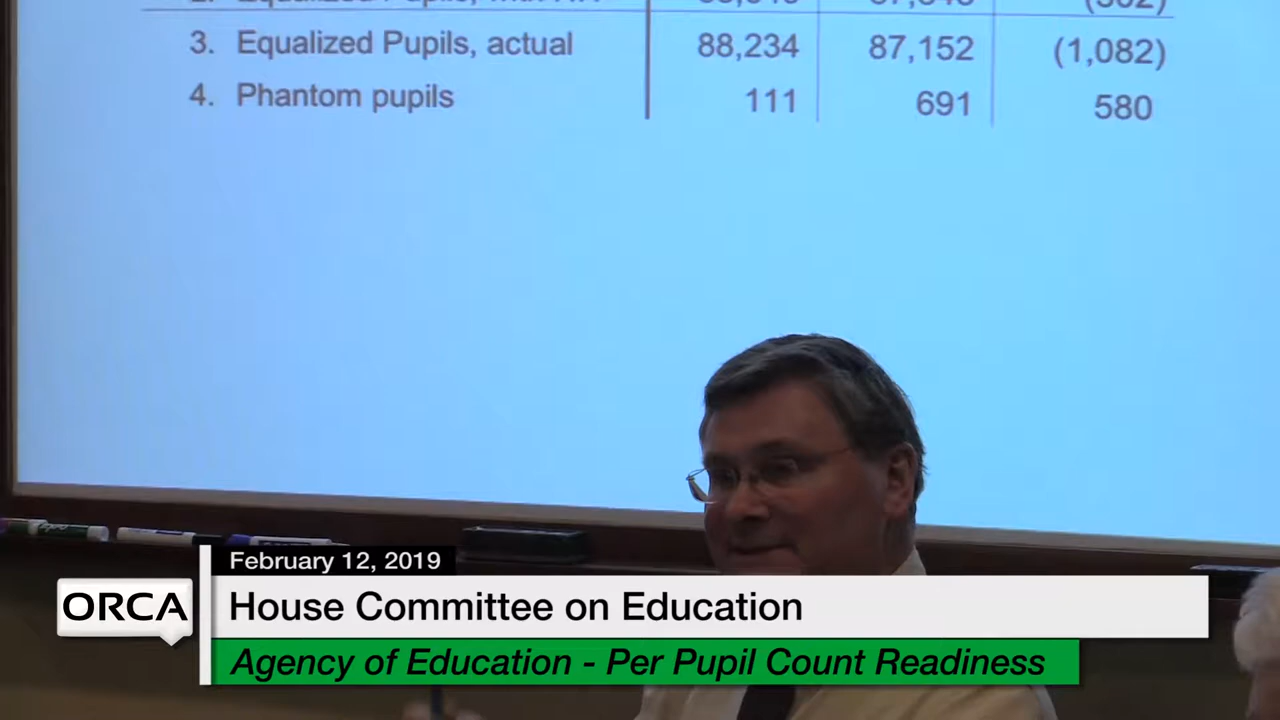 3. Equalized Pupils, actual 88,234 87,152 (1,082)
4. Phantom pupils 111 691 580
February 12, 2019
ORCA
House Committee on Education
Agency of Education - Per Pupil Count Readiness